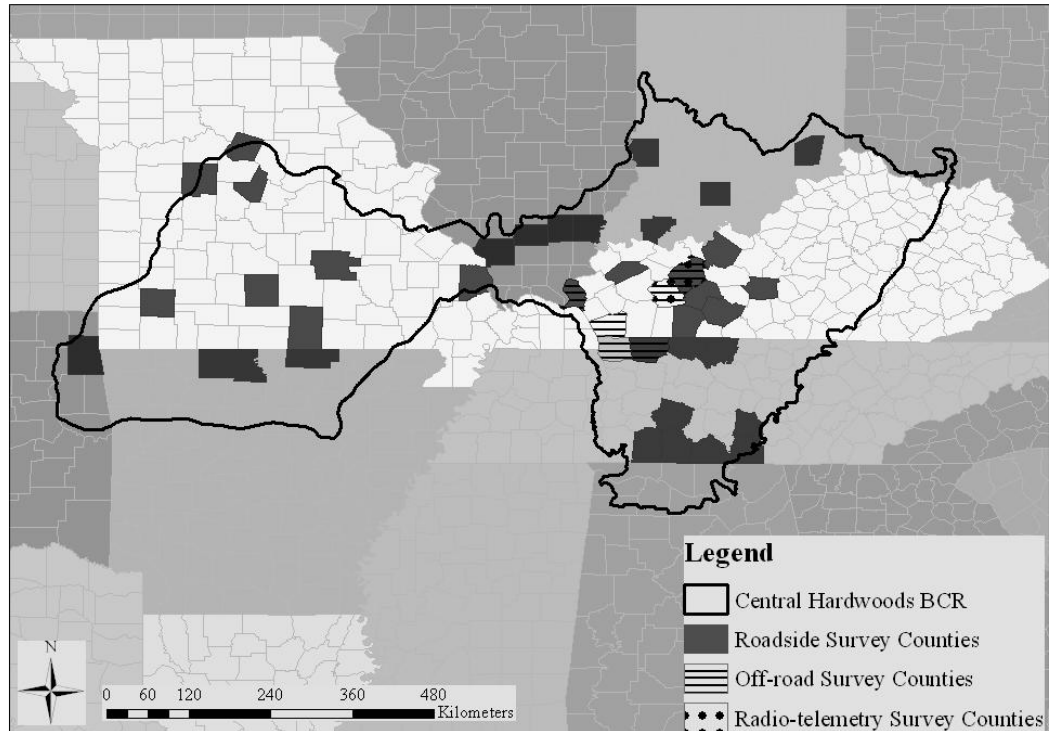 Legend
Central Hardwoods BCR
Roadside Survey Counties
Off-road Survey Counties
Radio-telemetry Survey Counties
N
0 60 120 240 360 480
Kilometers